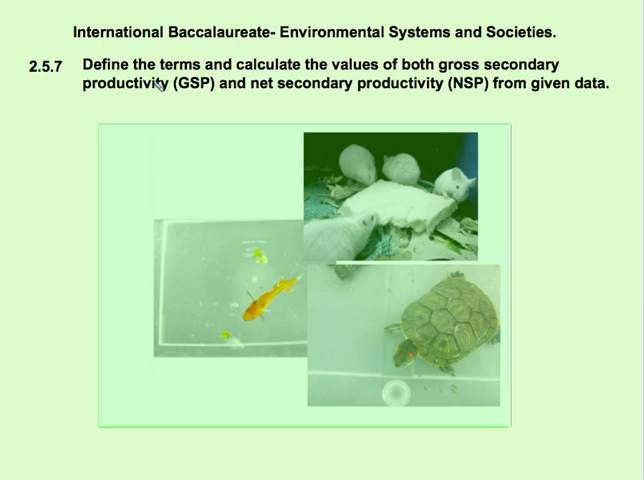 International Baccalaureate- Environmental Systems and Societies.
2.5.7 Define the terms and calculate the values of both gross secondary
productivity (GSP) and net secondary productivity (NSP) from given data.